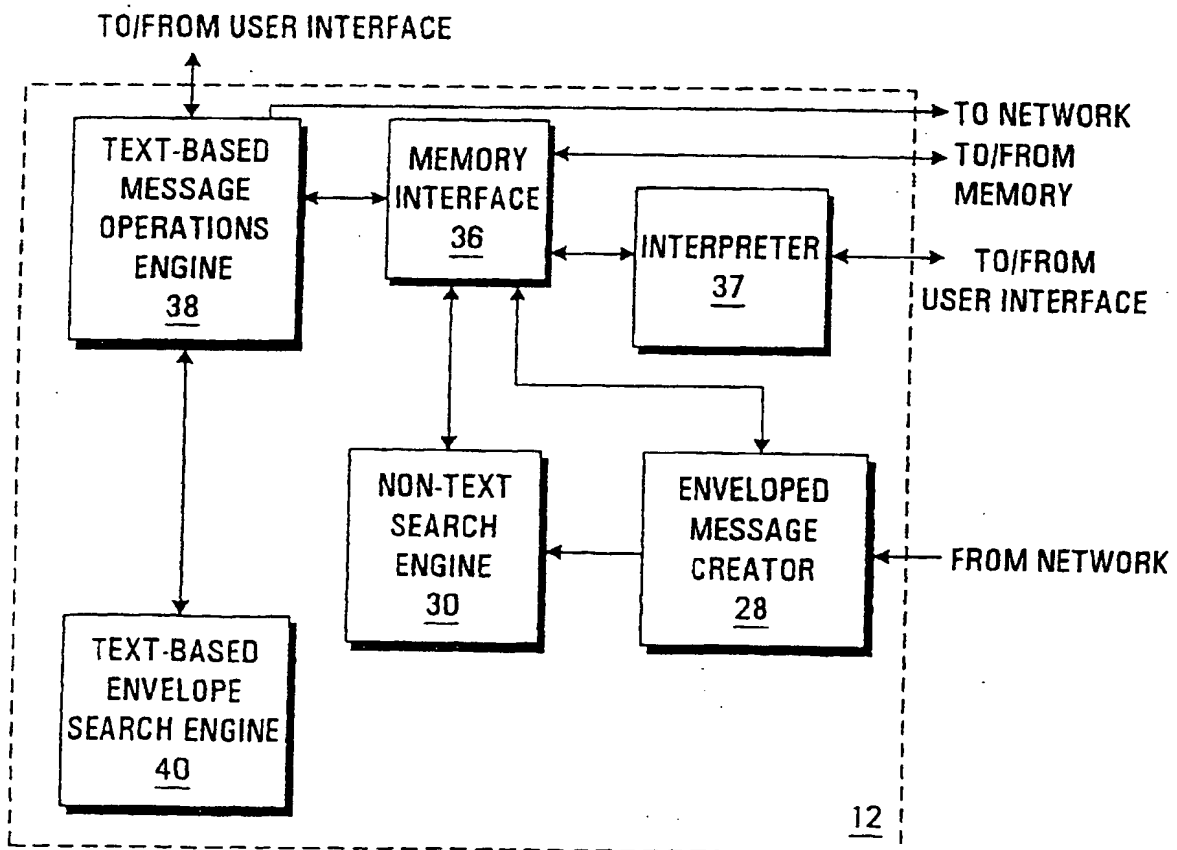 TO/FROM USER INTERFACE
TEXT-BASED
MESSAGE
OPERATIONS
ENGINE
38
MEMORY
INTERFACE
36
INTERPRETER
37
TO NETWORK
TO/FROM
MEMORY
TO/FROM
USER INTERFACE
NON-TEXT
SEARCH
ENGINE
30
ENVELOPED
MESSAGE
CREATOR
28
FROM NETWORK
TEXT-BASED
ENVELOPE
SEARCH ENGINE
40
12